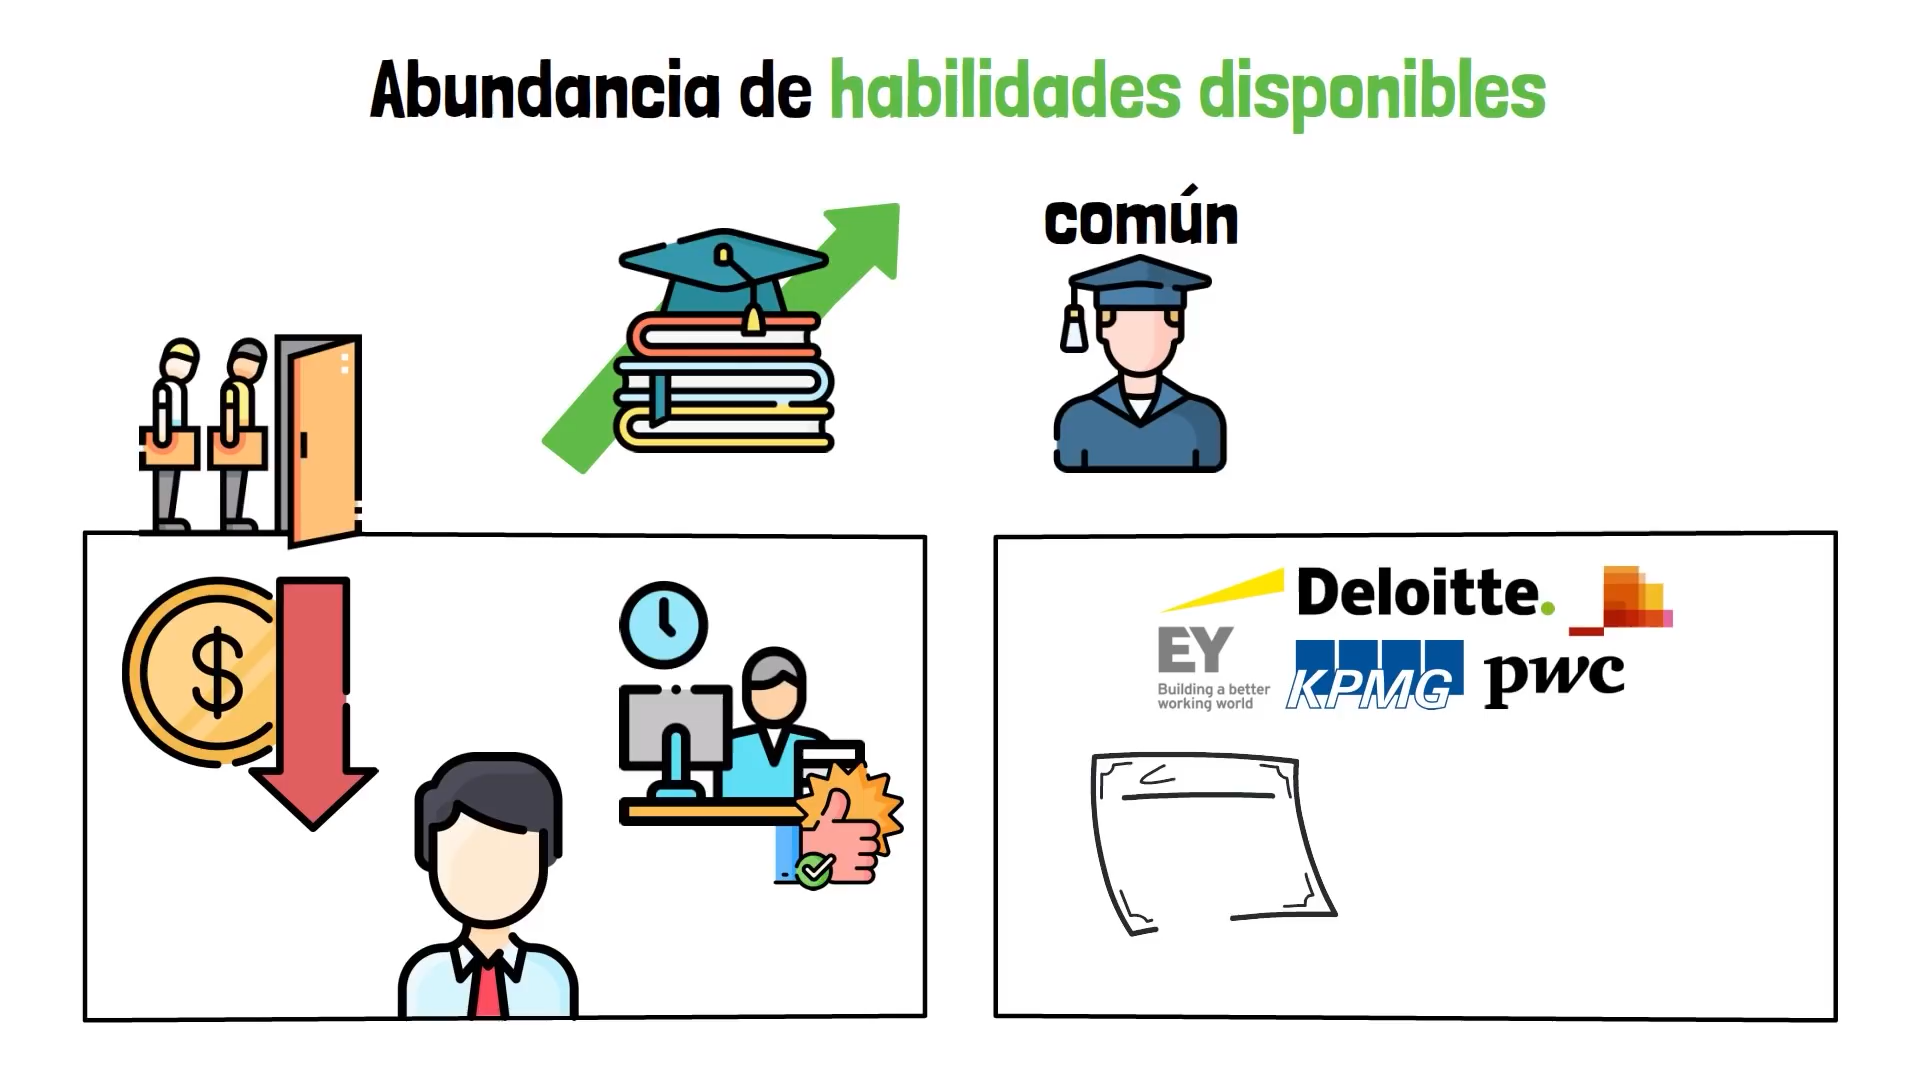 Abundancia de habilidades disponibles
común
$
Deloitte.
EY
Building a better
working world
KPMG
pwc